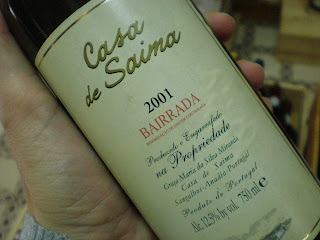 Casa
de Saima
2001
BAIRRADA
Produzido e Engarrafado
na Propriedade
Graça Maria da Silva Miranda
Casa de Saima
Sangalhos-Anadia-Portugal
Produto de Portugal
Alc.12,5% by vol. 750 ml e